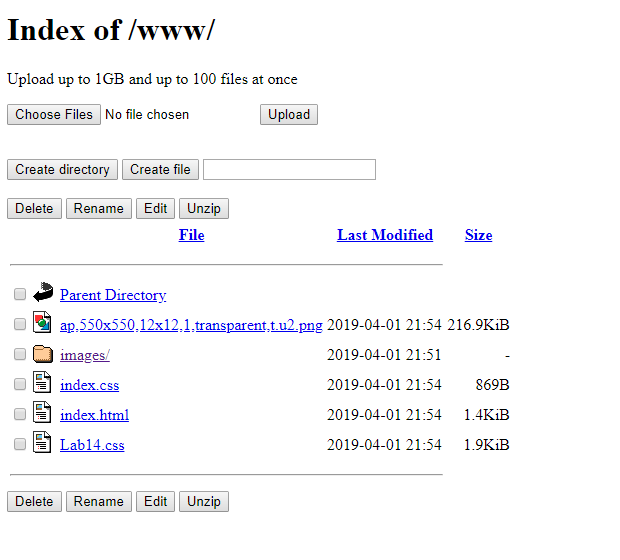 Index of /www/
Upload up to 1GB and up to 100 files at once
Choose Files No file chosen Upload
Create directory Create file
Delete Rename Edit Unzip
File Last Modified Size
Parent Directory
ap,550x550,12x12,1,transparent,t.u2.png 2019-04-01 21:54 216.9KiB
images/ 2019-04-01 21:51 -
index.css 2019-04-01 21:54 869B
index.html 2019-04-01 21:54 1.4KiB
Lab14.css 2019-04-01 21:54 1.9KiB
Delete Rename Edit Unzip